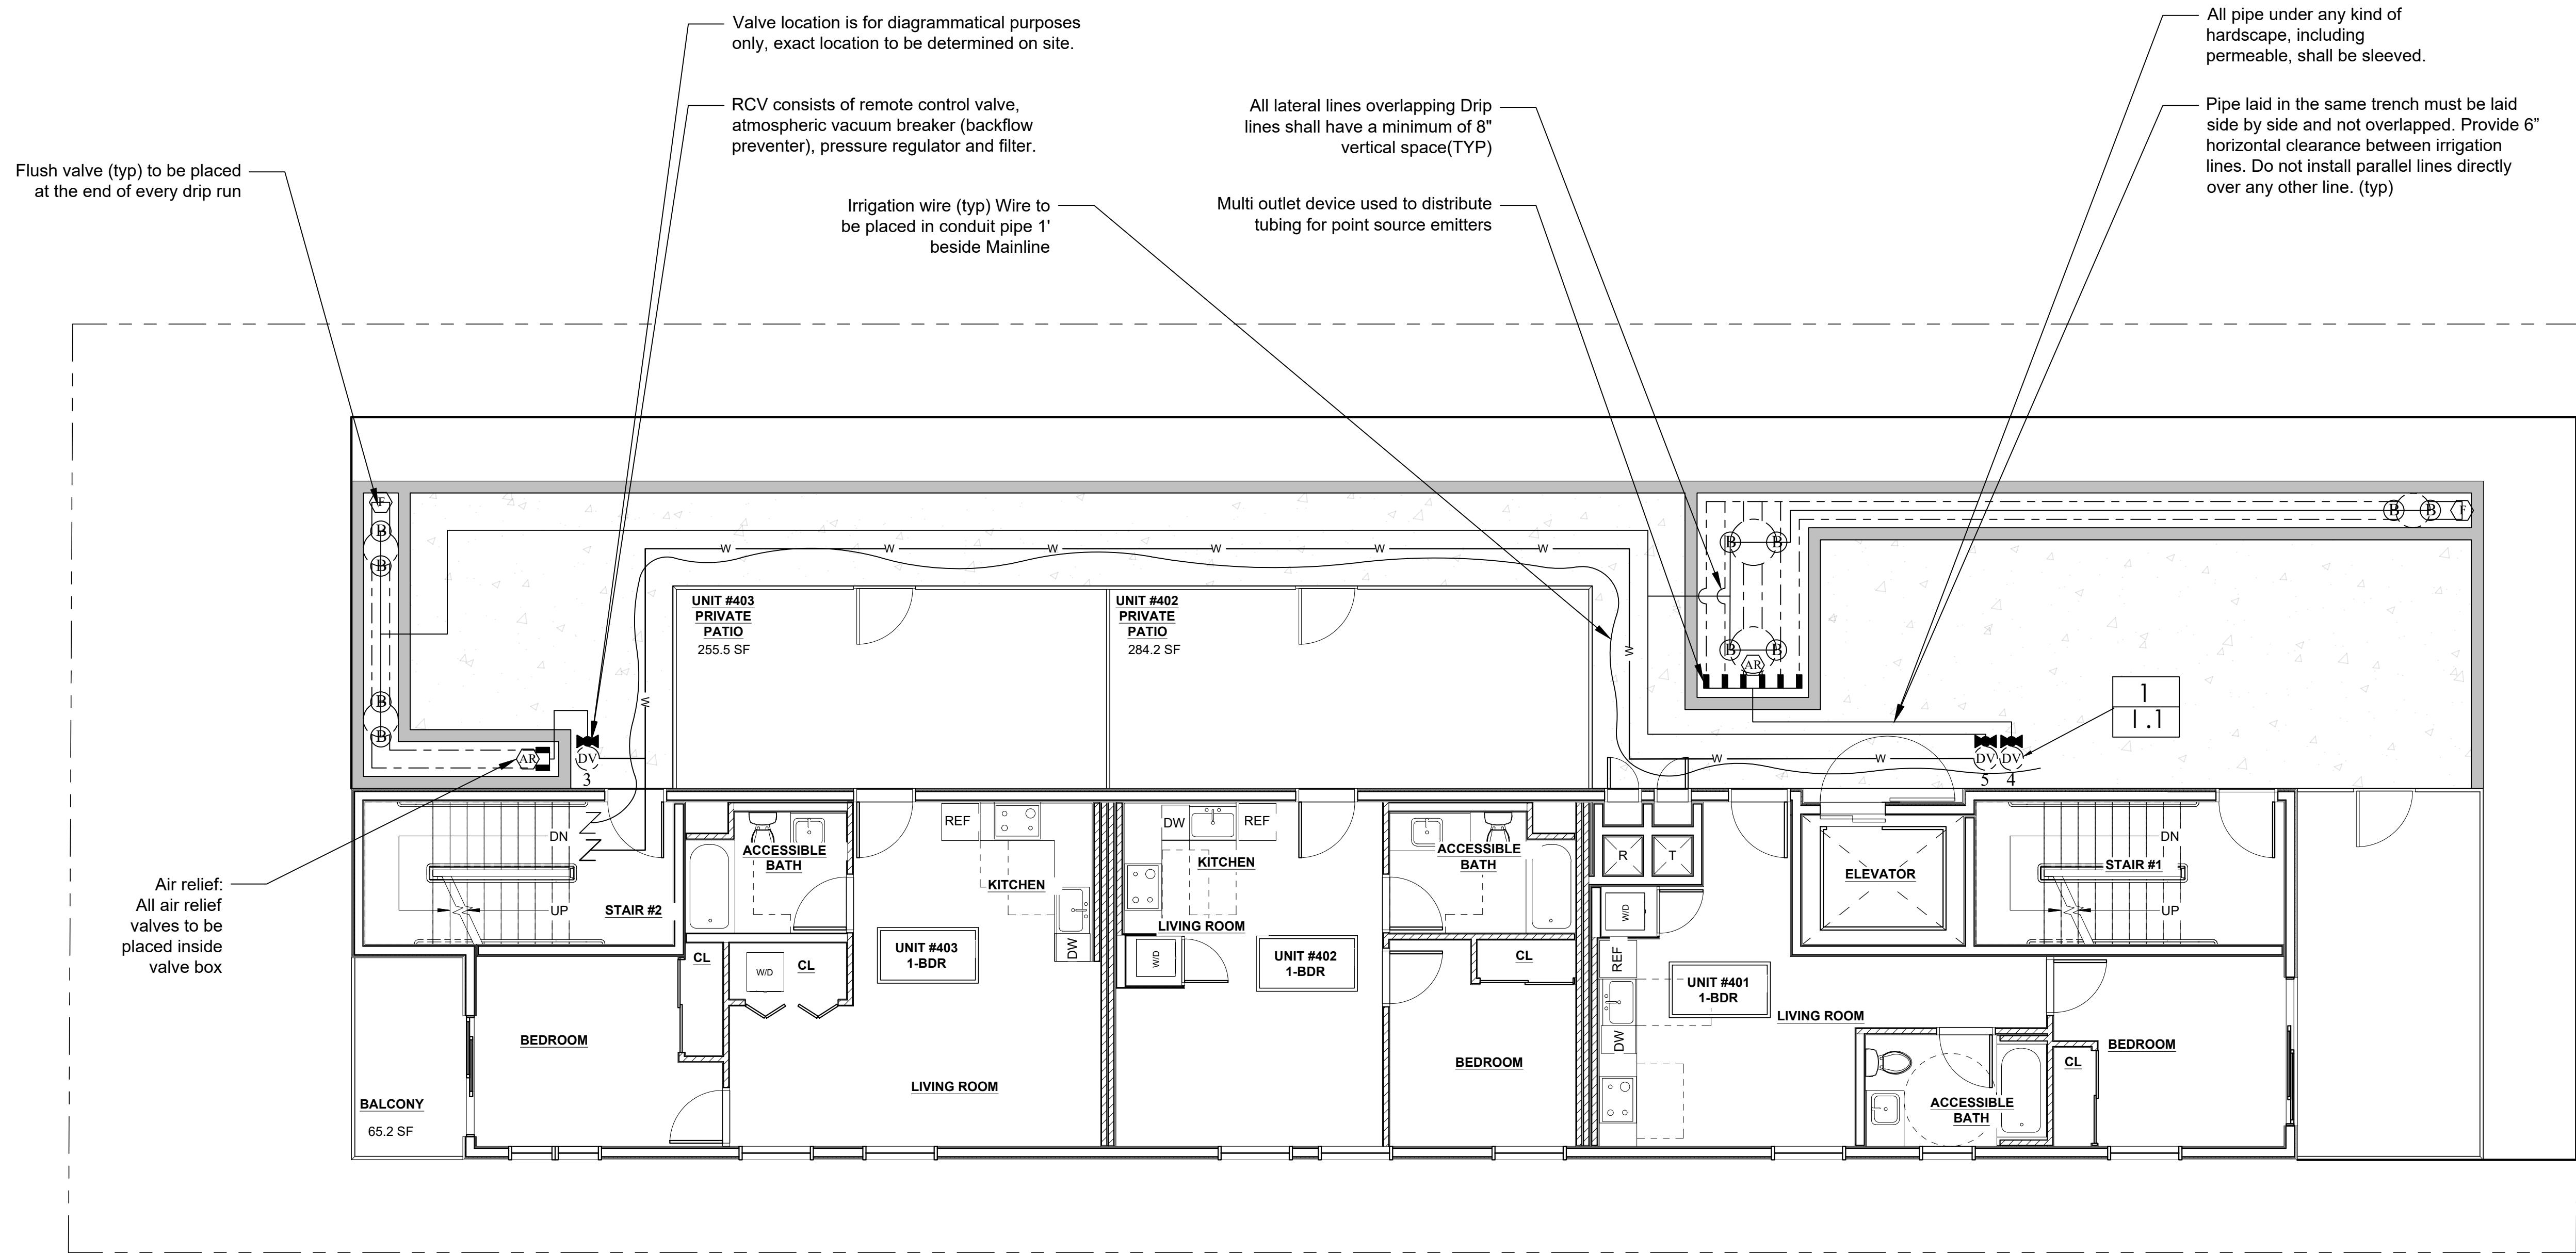 Valve location is for diagrammatical purposes
only, exact location to be determined on site.
RCV consists of remote control valve,
atmospheric vacuum breaker (backflow
preventer), pressure regulator and filter.
All lateral lines overlapping Drip
lines shall have a minimum of 8"
vertical space(TYP)
All pipe under any kind of
hardscape, including
permeable, shall be sleeved.
Pipe laid in the same trench must be laid
side by side and not overlapped. Provide 6”
horizontal clearance between irrigation
lines. Do not install parallel lines directly
over any other line. (typ)
Flush valve (typ) to be placed
at the end of every drip run
Irrigation wire (typ) Wire to
be placed in conduit pipe 1'
beside Mainline
Multi outlet device used to distribute
tubing for point source emitters
F
B
B
B
B
AR
DV
3
W
W
W
W
W
W
W
W
W
W
B
B
B
B
AR
B
B
F
DV
DV
5
4
1
1.1
UNIT #403
PRIVATE
PATIO
255.5 SF
UNIT #402
PRIVATE
PATIO
284.2 SF
Air relief:
All air relief
valves to be
placed inside
valve box
DN
UP
STAIR #2
ACCESSIBLE
BATH
REF
KITCHEN
DW
CL
W/D
CL
UNIT #403
1-BDR
BEDROOM
LIVING ROOM
BALCONY
65.2 SF
DW
REF
KITCHEN
LIVING ROOM
W/D
UNIT #402
1-BDR
ACCESSIBLE
BATH
CL
BEDROOM
R
T
W/D
REF
DW
UNIT #401
1-BDR
LIVING ROOM
ELEVATOR
DN
STAIR #1
UP
ACCESSIBLE
BATH
CL
BEDROOM